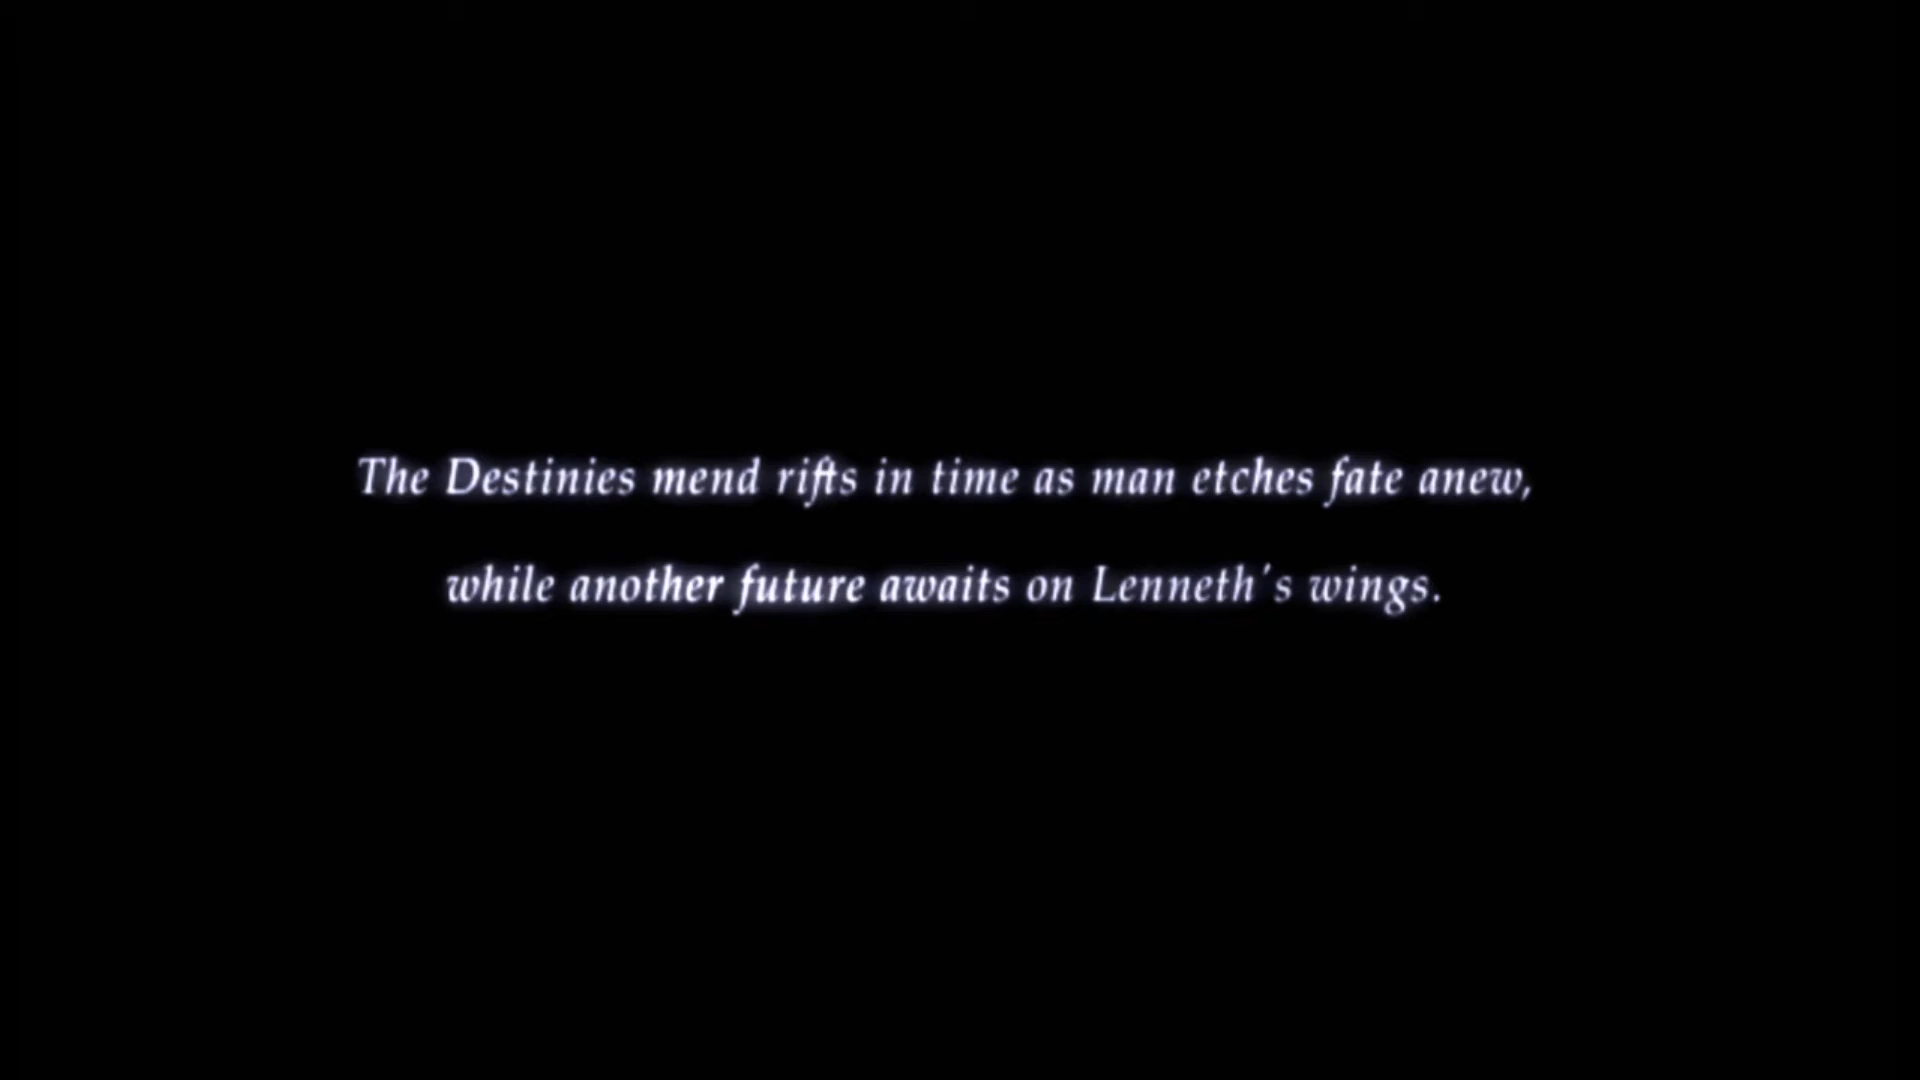 The Destinies mend rifts in time as man etches fate anew,
while another future awaits on Lenneth's wings.